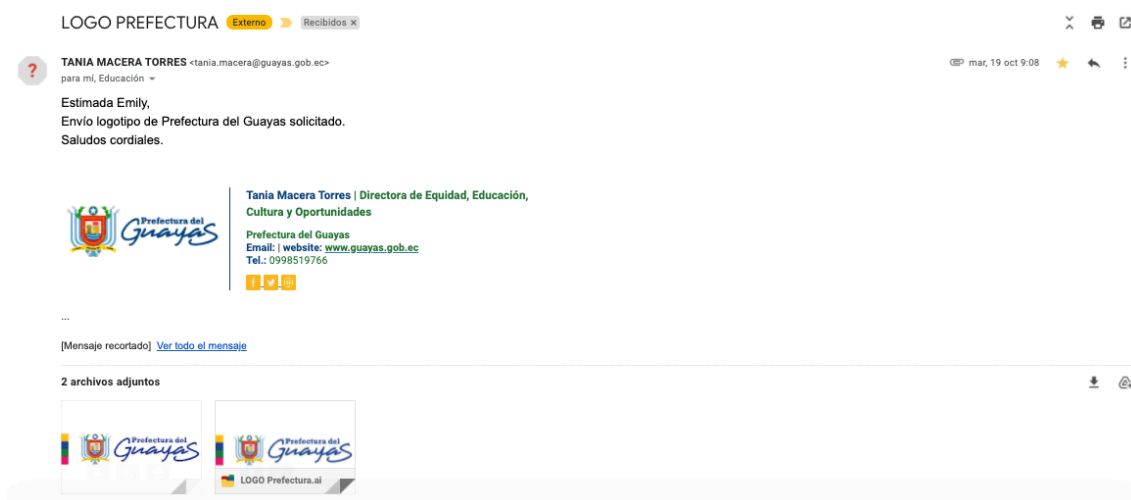 LOGO PREFECTURA Externo Recibidos x
TANIA MACERA TORRES <tania.macera@guayas.gob.ec> mar, 19 oct 9:08
para mí, Educación
Estimada Emily,
Envío logotipo de Prefectura del Guayas solicitado.
Saludos cordiales.
Prefectura del
Guayas
Tania Macera Torres | Directora de Equidad, Educación,
Cultura y Oportunidades
Prefectura del Guayas
Email: | website: www.guayas.gob.ec
Tel.: 0998519766
...
[Mensaje recortado] Ver todo el mensaje
2 archivos adjuntos
Prefectura del
Guayas
Prefectura del
Guayas
LOGO Prefectura.ai